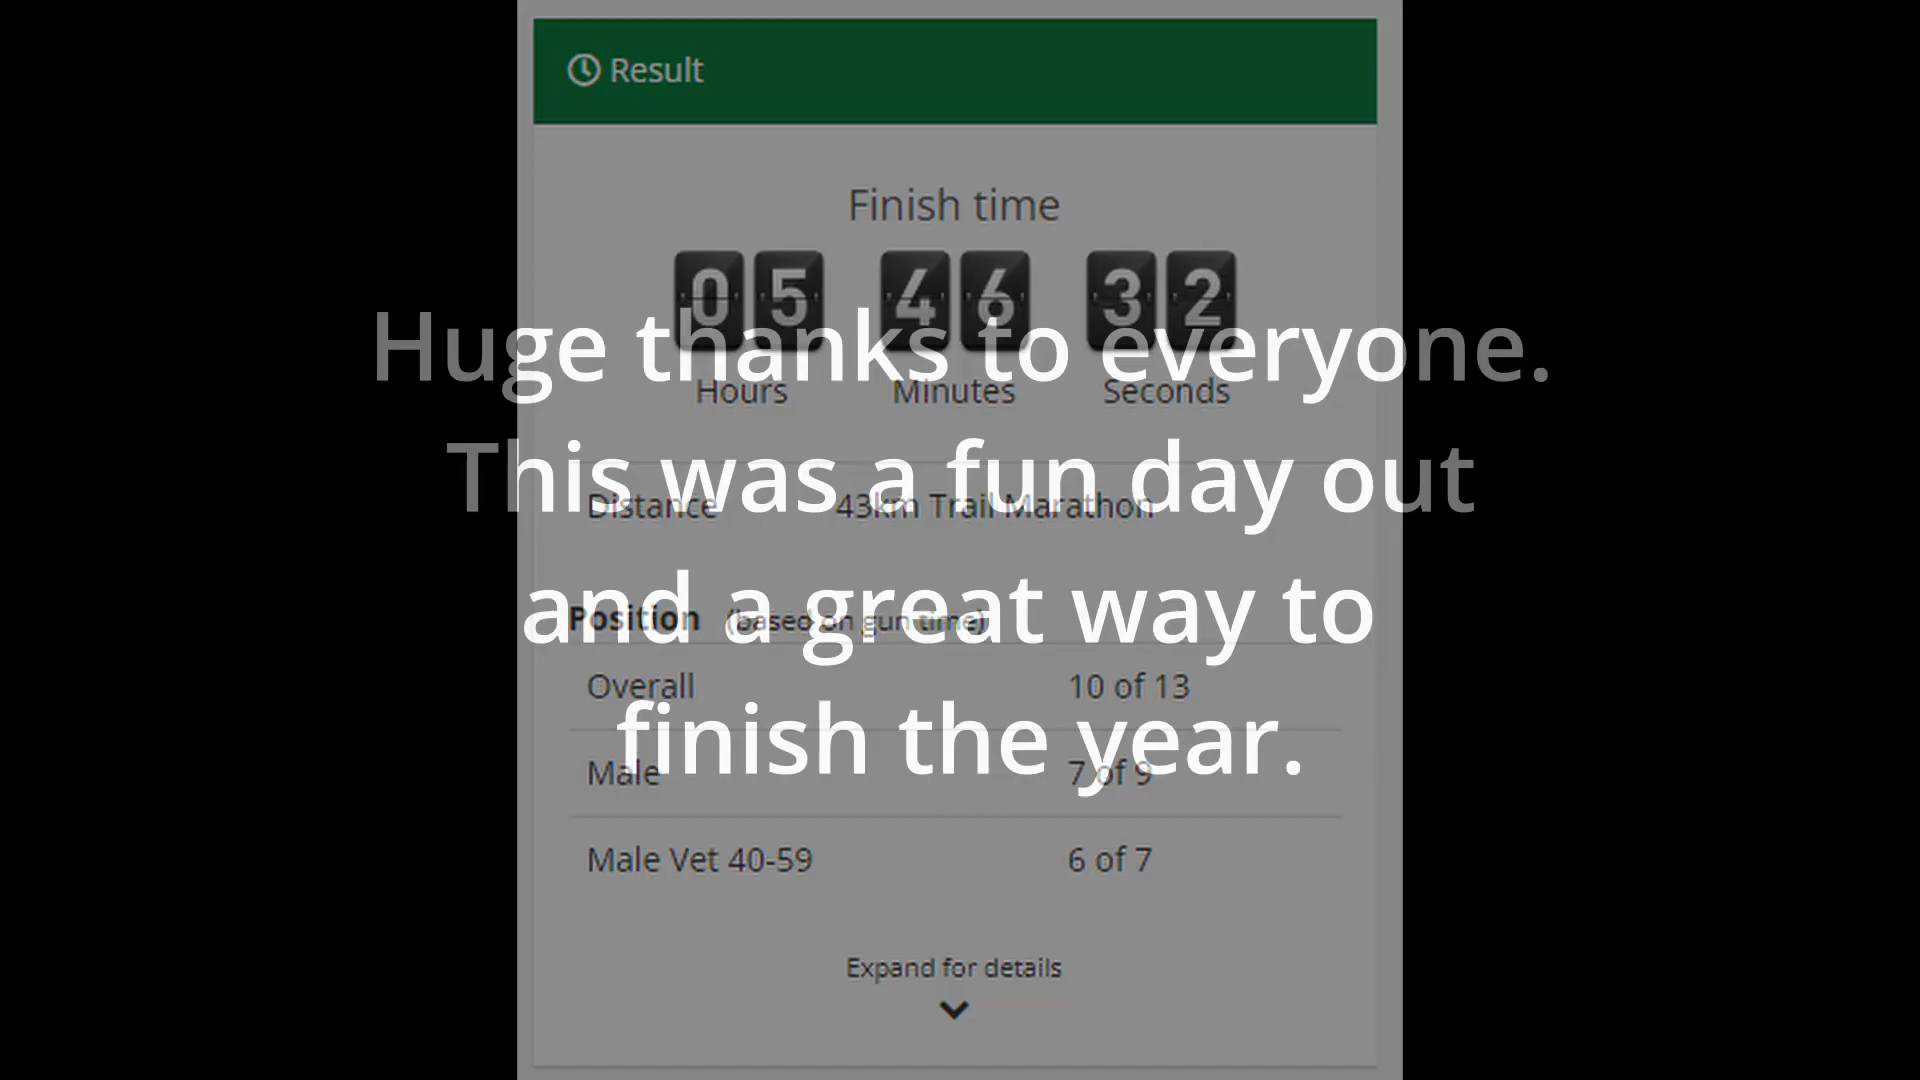 Result
Finish time
05 46 32
Huge thanks to everyone.
Hours Minutes Seconds
This was a fun day out
Distance 43km Trail Marathon
and a great way to
Position (based on gun time)
Overall 10 of 13
finish the year.
Male 7 of 9
Male Vet 40-59 6 of 7
Expand for details